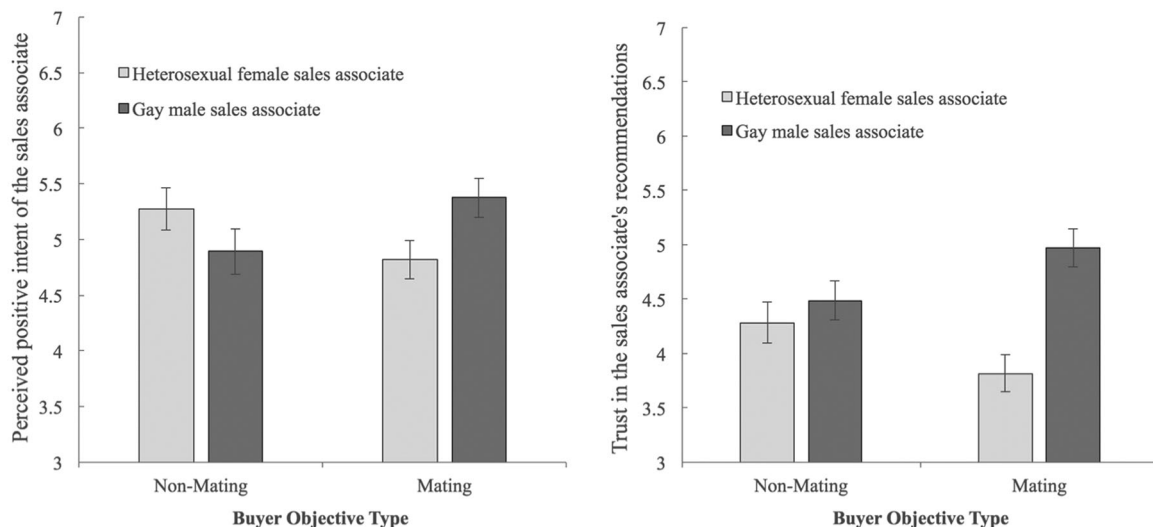 Perceived positive intent of the sales associate
7
6.5
6
5.5
5
4.5
4
3.5
3
Heterosexual female sales associate
Gay male sales associate
Non-Mating
Mating
Buyer Objective Type
Trust in the sales associate's recommendations
7
6.5
6
5.5
5
4.5
4
3.5
3
Heterosexual female sales associate
Gay male sales associate
Non-Mating
Mating
Buyer Objective Type